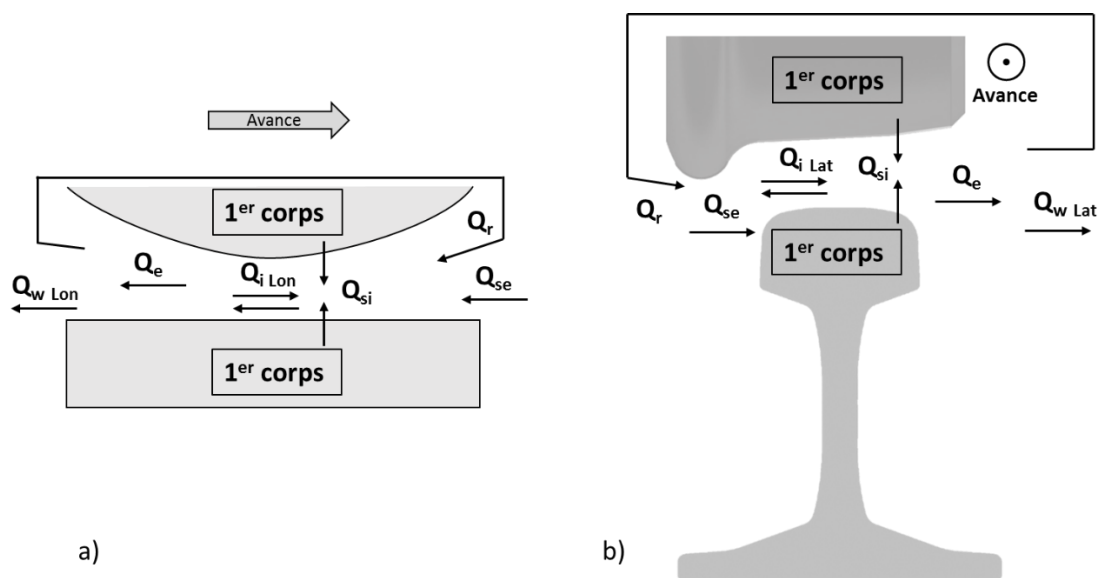 Avance
1er corps
Qr
Qe
Qi Lon
Qsi
Qse
Qw Lon
1er corps
a)
1er corps
Avance
Qi Lat
Qsi
Qe
Qr
Qse
Qw Lat
1er corps
b)